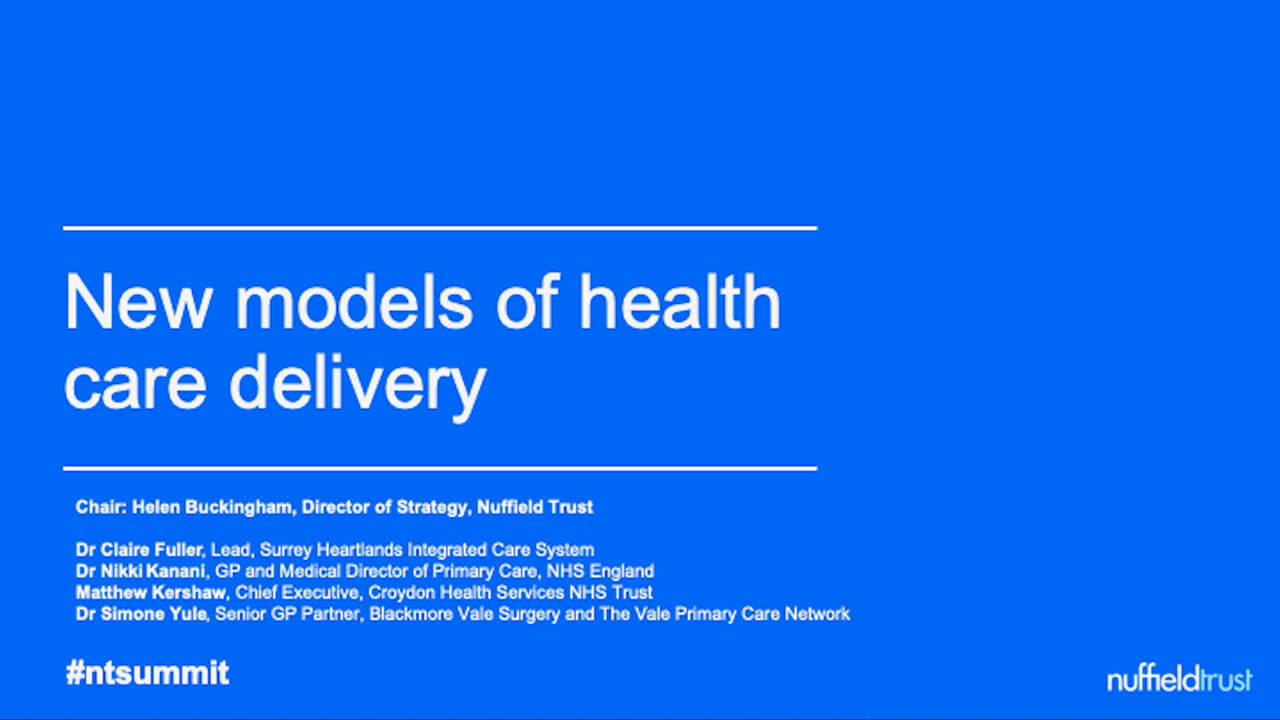 New models of health
care delivery
Chair: Helen Buckingham, Director of Strategy, Nuffield Trust
Dr Claire Fuller, Lead, Surrey Heartlands Integrated Care System
Dr Nikki Kanani, GP and Medical Director of Primary Care, NHS England
Matthew Kershaw, Chief Executive, Croydon Health Services NHS Trust
Dr Simone Yule, Senior GP Partner, Blackmore Vale Surgery and The Vale Primary Care Network
#ntsummit
nuffieldtrust